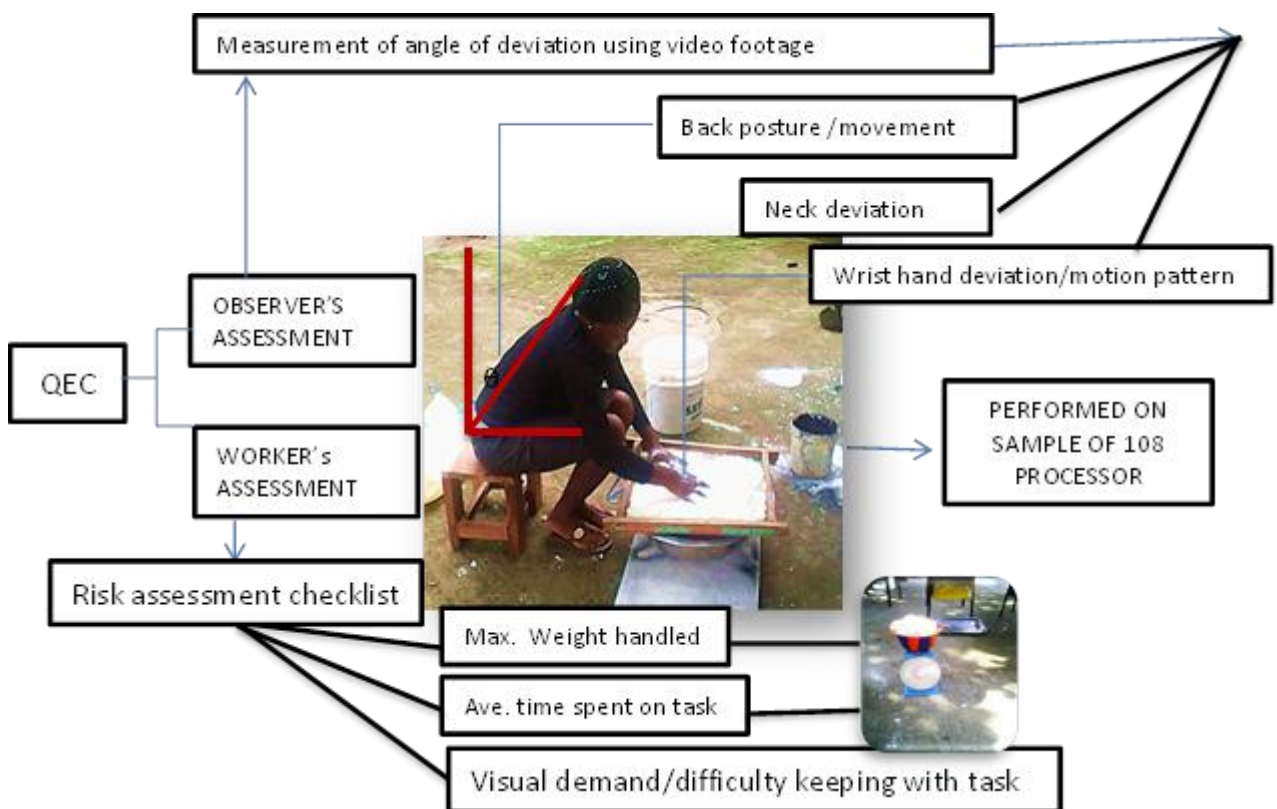 Measurement of angle of deviation using video footage
Back posture /movement
Neck deviation
Wrist hand deviation/motion pattern
OBSERVER'S
ASSESSMENT
QEC
WORKER's
ASSESSMENT
PERFORMED ON
SAMPLE OF 108
PROCESSOR
Risk assessment checklist
Max. Weight handled
Ave. time spent on task
Visual demand/difficulty keeping with task